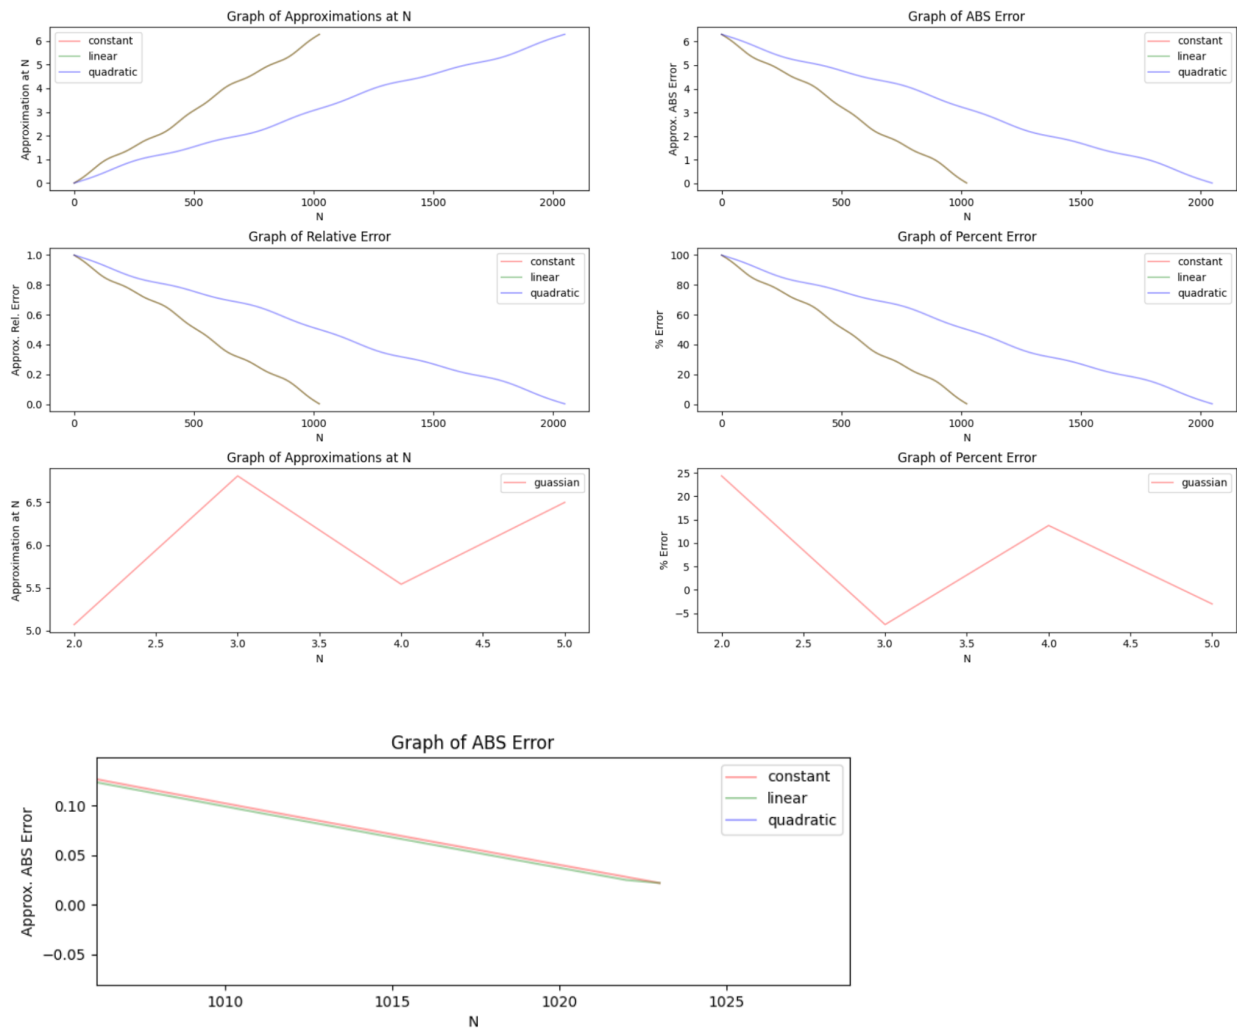 Graph of Approximations at N
constant
linear
quadratic
Approximation at N
6
5
4
3
2
1
0
0 500 1000 1500 2000
N
Graph of ABS Error
constant
linear
quadratic
Approx. ABS Error
6
5
4
3
2
1
0
0 500 1000 1500 2000
N
Graph of Relative Error
constant
linear
quadratic
Approx. Rel. Error
1.0
0.8
0.6
0.4
0.2
0.0
0 500 1000 1500 2000
N
Graph of Percent Error
constant
linear
quadratic
% Error
100
80
60
40
20
0
0 500 1000 1500 2000
N
Graph of Approximations at N
guassian
Approximation at N
6.5
6.0
5.5
5.0
2.0 2.5 3.0 3.5 4.0 4.5 5.0
N
Graph of Percent Error
guassian
% Error
25
20
15
10
5
0
−5
2.0 2.5 3.0 3.5 4.0 4.5 5.0
N
Graph of ABS Error
constant
linear
quadratic
Approx. ABS Error
0.10
0.05
0.00
−0.05
1010 1015 1020 1025
N